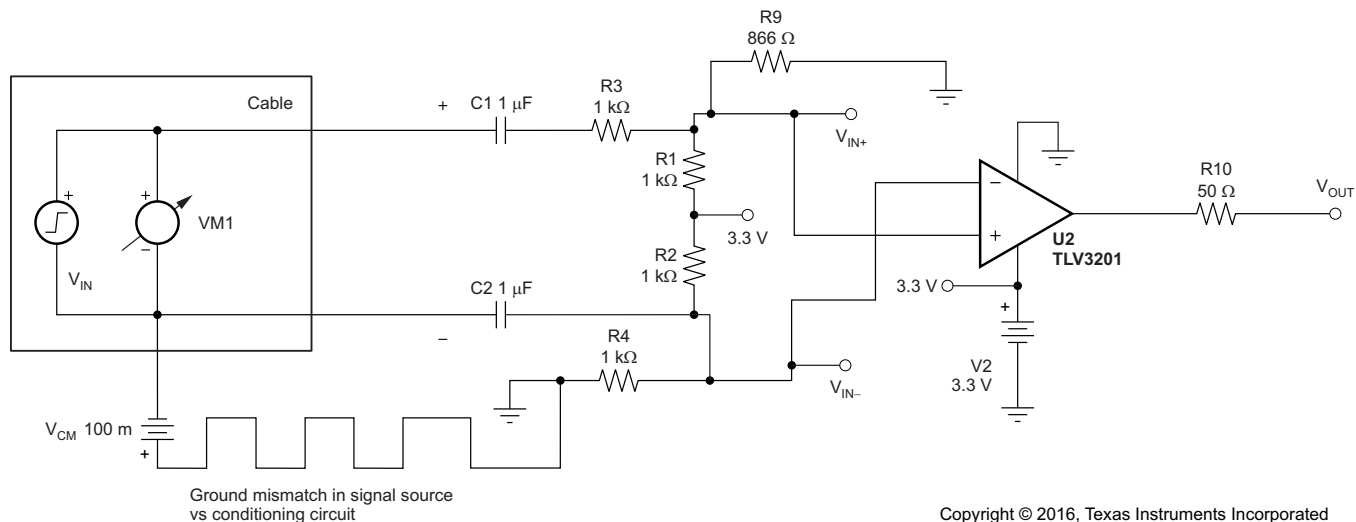 R9
866 Ω
Cable
+
C1 1 μF
R3
1 kΩ
V_IN+
R1
1 kΩ
+
+
VM1
−
V_IN
3.3 V
R2
1 kΩ
−
+
U2
TLV3201
R10
50 Ω
V_OUT
C2 1 μF
−
3.3 V
+
R4
1 kΩ
V2
3.3 V
V_IN−
V_CM 100 m
+
Ground mismatch in signal source
vs conditioning circuit
Copyright © 2016, Texas Instruments Incorporated